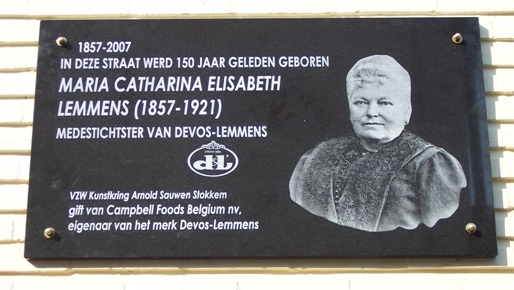 1857-2007
IN DEZE STRAAT WERD 150 JAAR GELEDEN GEBOREN
MARIA CATHARINA ELISABETH
LEMMENS (1857-1921)
MEDESTICHTSTER VAN DEVOS-LEMMENS
d&L
VZW Kunstkring Arnold Sauwen Stokkem
gift van Campbell Foods Belgium nv,
eigenaar van het merk Devos-Lemmens